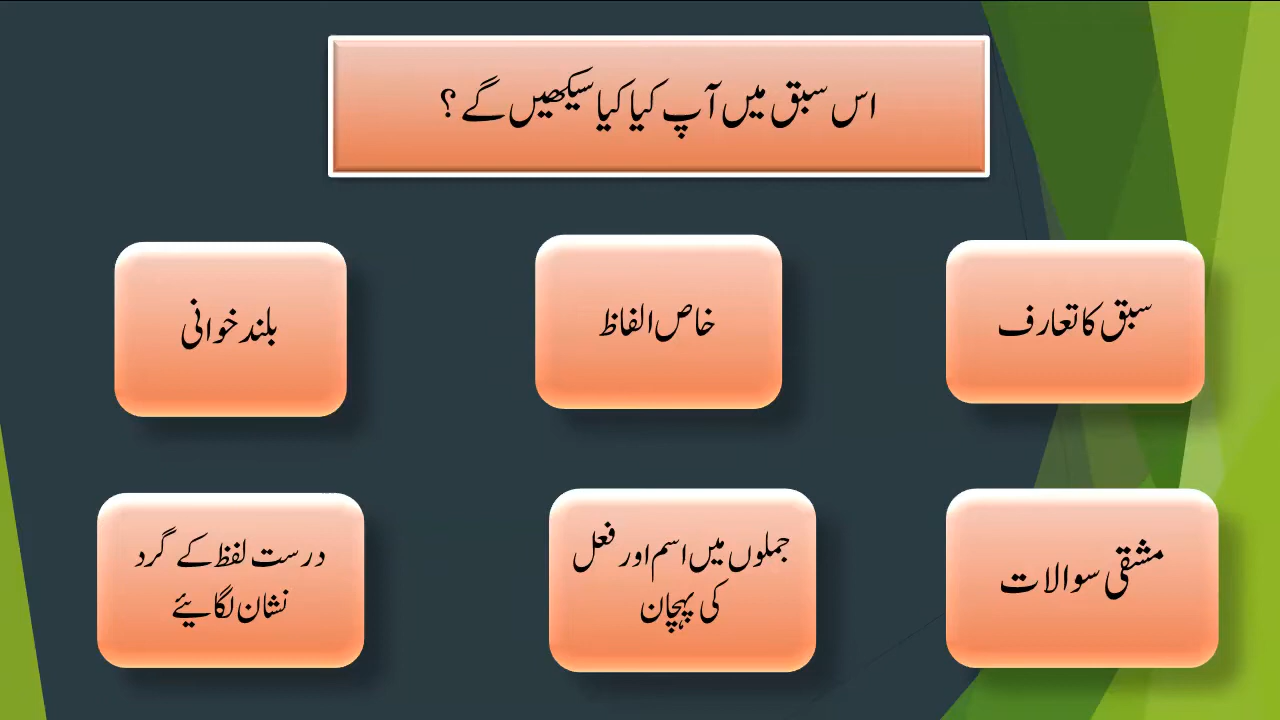 اس سبق میں آپ کیا کیا سیکھیں گے ؟
سبق کا تعارف
خاص الفاظ
بلند خوانی
مشقی سوالات
جملوں میں اسم اور فعل
کی پہچان
درست لفظ کے گرد
نشان لگائیے